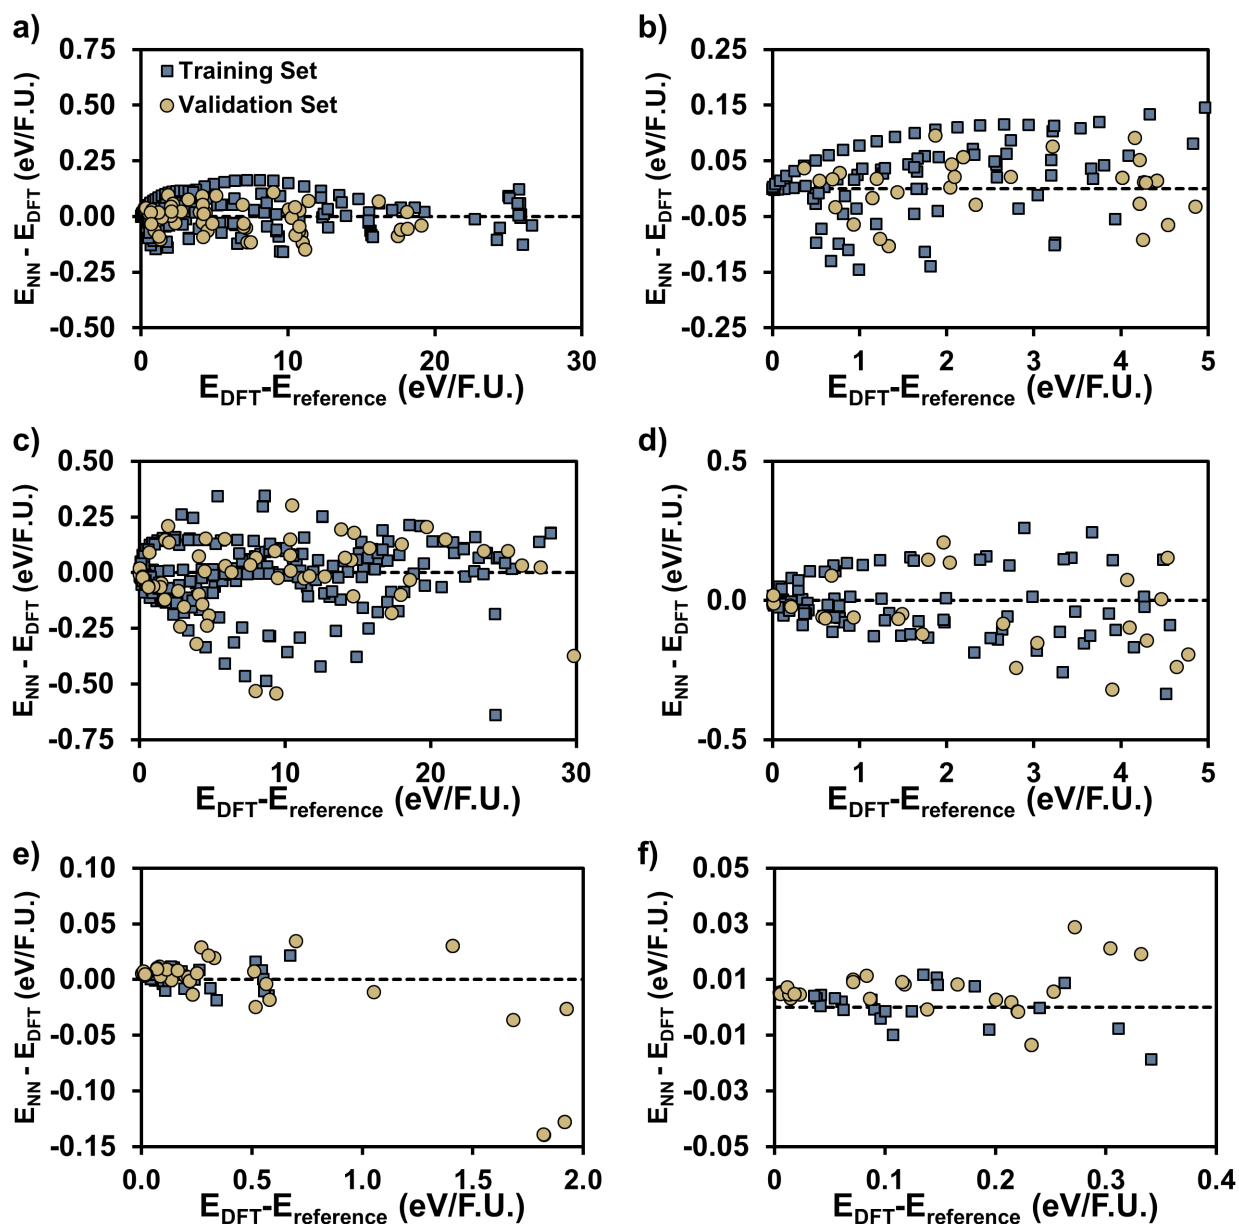 a)
0.75
0.50
0.25
0.00
-0.25
-0.50
E_NN - E_DFT (eV/F.U.)
Training Set
Validation Set
0 10 20 30
E_DFT-E_reference (eV/F.U.)
b)
0.25
0.15
0.05
-0.05
-0.15
-0.25
E_NN - E_DFT (eV/F.U.)
0 1 2 3 4 5
E_DFT-E_reference (eV/F.U.)
c)
0.50
0.25
0.00
-0.25
-0.50
-0.75
E_NN - E_DFT (eV/F.U.)
0 10 20 30
E_DFT-E_reference (eV/F.U.)
d)
0.5
0.0
-0.5
E_NN - E_DFT (eV/F.U.)
0 1 2 3 4 5
E_DFT-E_reference (eV/F.U.)
e)
0.10
0.05
0.00
-0.05
-0.10
-0.15
E_NN - E_DFT (eV/F.U.)
0.0 0.5 1.0 1.5 2.0
E_DFT-E_reference (eV/F.U.)
f)
0.05
0.03
0.01
-0.01
-0.03
-0.05
E_NN - E_DFT (eV/F.U.)
0 0.1 0.2 0.3 0.4
E_DFT-E_reference (eV/F.U.)